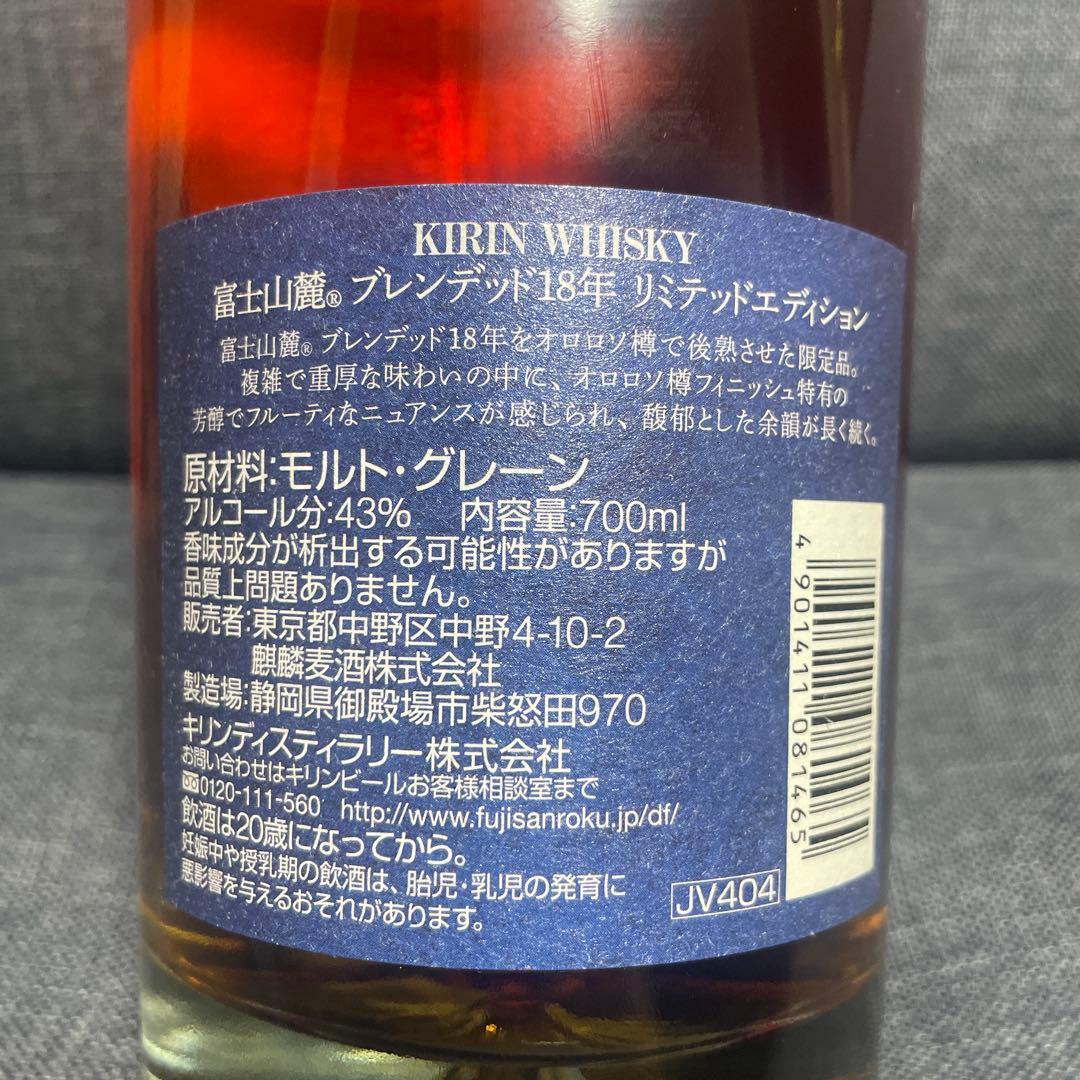 KIRIN WHISKY
富士山麓® ブレンデッド18年 リミテッドエディション
富士山麓® ブレンデッド18年をオロロソ樽で後熟させた限定品。
複雑で重厚な味わいの中に、オロロソ樽フィニッシュ特有の
芳醇でフルーティなニュアンスが感じられ、馥郁とした余韻が長く続く。
原材料:モルト・グレーン
アルコール分:43% 内容量:700ml
香味成分が析出する可能性がありますが
品質上問題ありません。
販売者:東京都中野区中野4-10-2
麒麟麦酒株式会社
製造場:静岡県御殿場市柴怒田970
キリンディスティラリー株式会社
お問い合わせはキリンビールお客様相談室まで
0120-111-560 http://www.fujisanroku.jp/df/
飲酒は20歳になってから。
妊娠中や授乳期の飲酒は、胎児・乳児の発育に
悪影響を与えるおそれがあります。
JV404
4 901411 081465